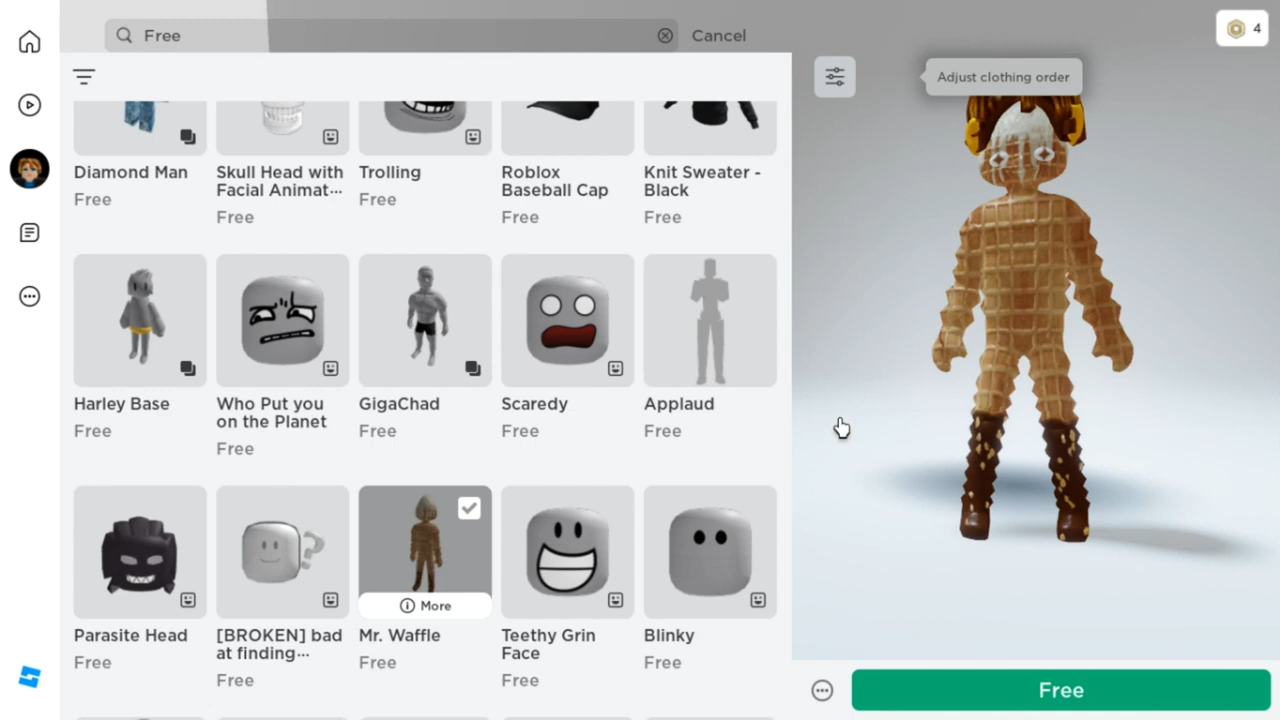 Free
Cancel
4
Adjust clothing order
Diamond Man
Free
Skull Head with
Facial Animat...
Free
Trolling
Free
Roblox
Baseball Cap
Free
Knit Sweater -
Black
Free
Harley Base
Free
Who Put you
on the Planet
Free
GigaChad
Free
Scaredy
Free
Applaud
Free
Parasite Head
Free
[BROKEN] bad
at finding...
Free
More
Mr. Waffle
Free
Teethy Grin
Face
Free
Blinky
Free
Free